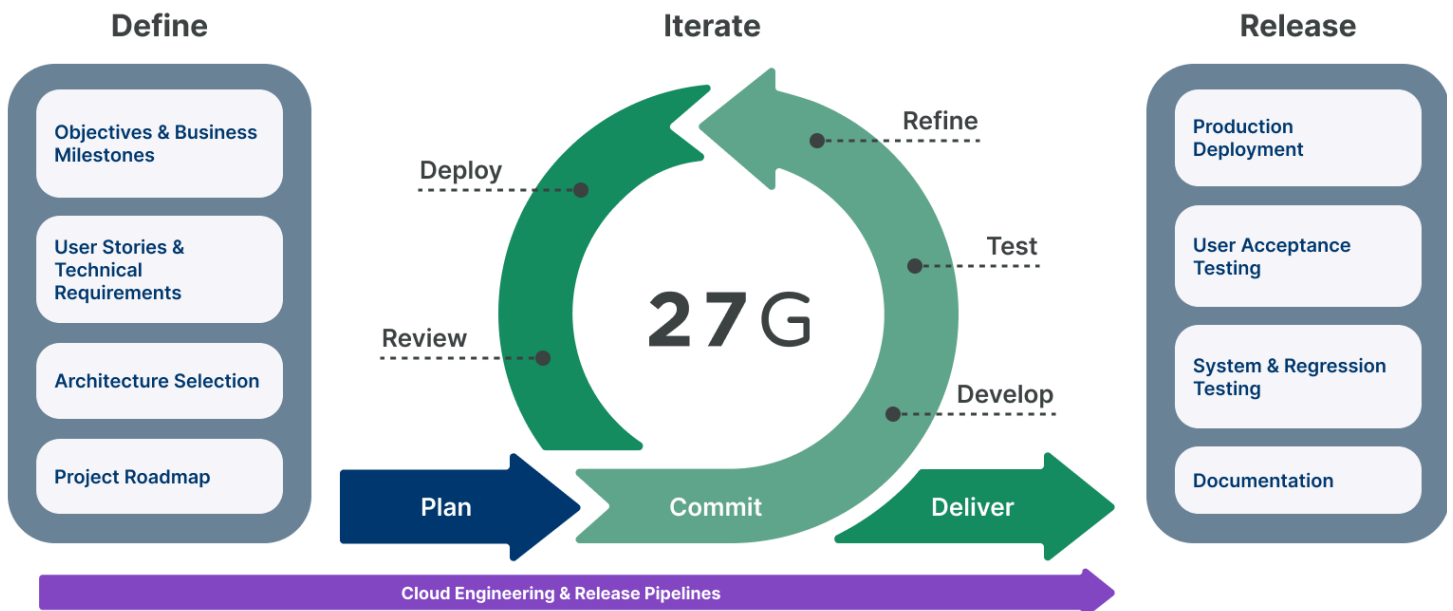 Define
Objectives & Business
Milestones
User Stories &
Technical
Requirements
Architecture Selection
Project Roadmap
Iterate
Refine
Deploy
Test
27G
Review
Develop
Plan
Commit
Deliver
Release
Production
Deployment
User Acceptance
Testing
System & Regression
Testing
Documentation
Cloud Engineering & Release Pipelines